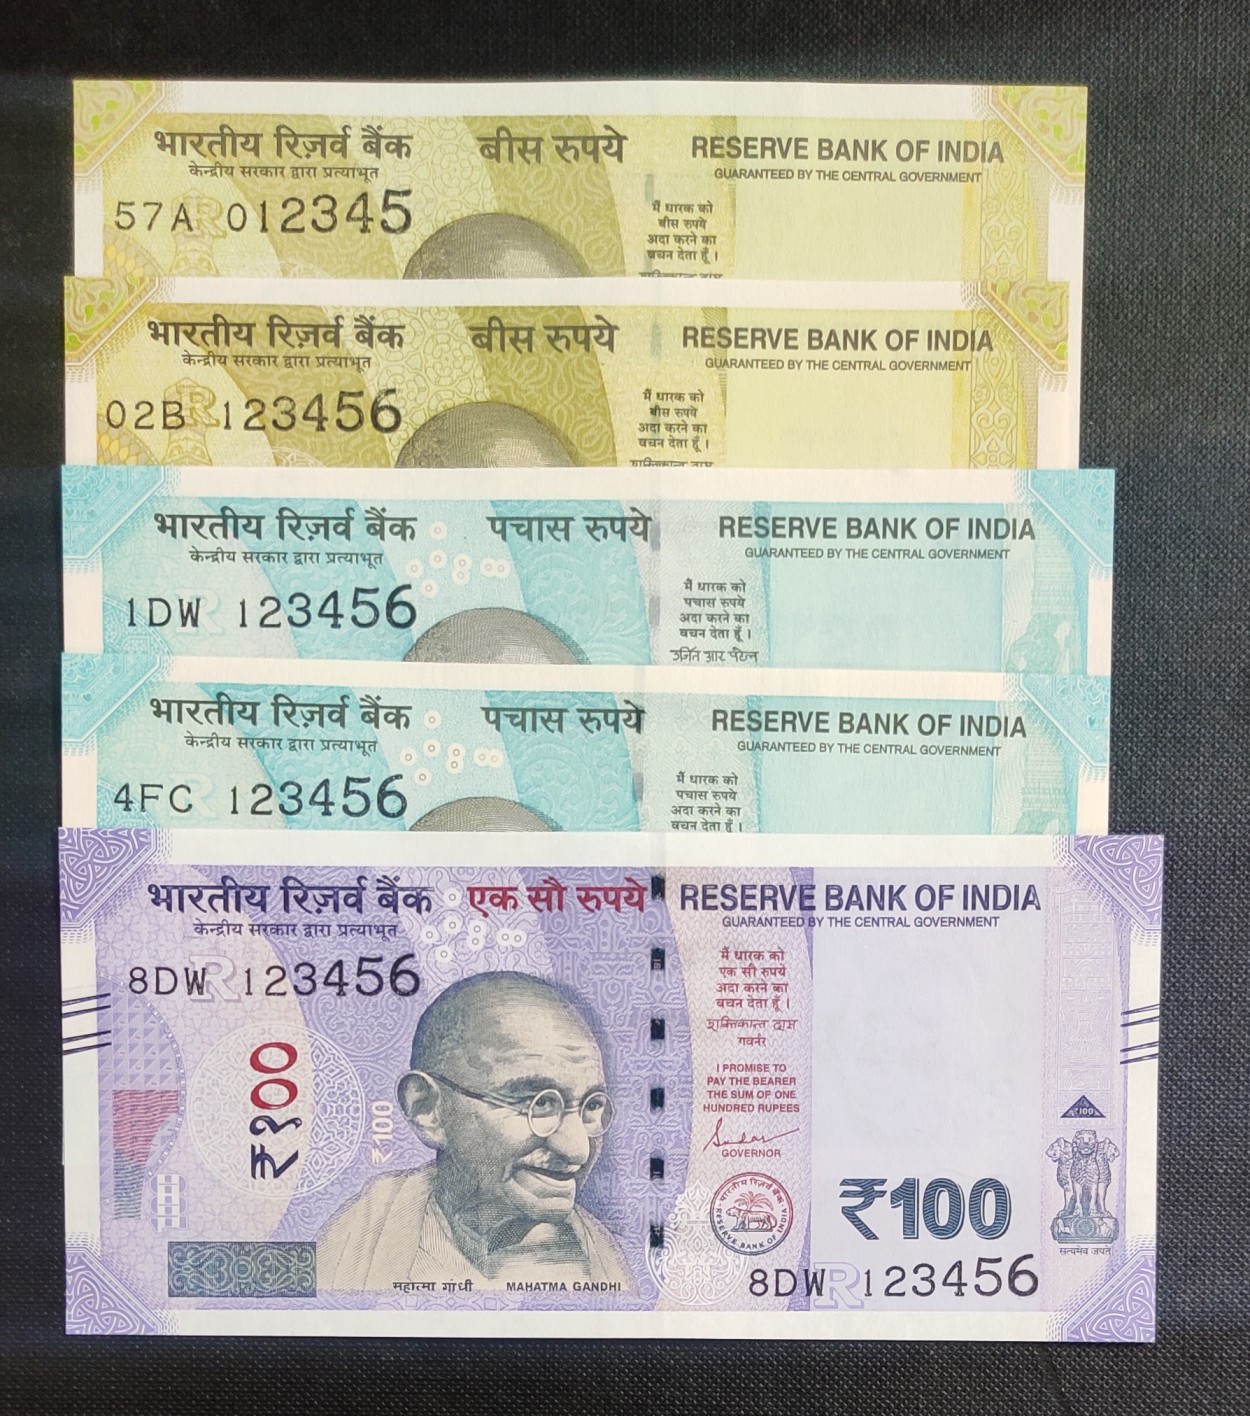 भारतीय रिज़र्व बैंक बीस रुपये RESERVE BANK OF INDIA
केन्द्रीय सरकार द्वारा प्रत्याभूत GUARANTEED BY THE CENTRAL GOVERNMENT
57A 012345
मैं धारक को
बीस रुपये
अदा करने का
वचन देता हूँ।
भारतीय रिज़र्व बैंक बीस रुपये RESERVE BANK OF INDIA
केन्द्रीय सरकार द्वारा प्रत्याभूत GUARANTEED BY THE CENTRAL GOVERNMENT
02B 123456
मैं धारक को
बीस रुपये
अदा करने का
वचन देता हूँ।
भारतीय रिज़र्व बैंक पचास रुपये RESERVE BANK OF INDIA
केन्द्रीय सरकार द्वारा प्रत्याभूत GUARANTEED BY THE CENTRAL GOVERNMENT
1DW 123456
मैं धारक को
पचास रुपये
अदा करने का
वचन देता हूँ।
भारतीय रिज़र्व बैंक पचास रुपये RESERVE BANK OF INDIA
केन्द्रीय सरकार द्वारा प्रत्याभूत GUARANTEED BY THE CENTRAL GOVERNMENT
4FC 123456
मैं धारक को
पचास रुपये
अदा करने का
वचन देता हूँ।
भारतीय रिज़र्व बैंक एक सौ रुपये RESERVE BANK OF INDIA
केन्द्रीय सरकार द्वारा प्रत्याभूत GUARANTEED BY THE CENTRAL GOVERNMENT
8DW 123456
मैं धारक को
एक सौ रुपये
अदा करने का
वचन देता हूँ।
शक्तिकान्त दास
गवर्नर
I PROMISE TO
PAY THE BEARER
THE SUM OF ONE
HUNDRED RUPEES
GOVERNOR
₹१००
₹100
₹100
भारतीय रिज़र्व बैंक
RESERVE BANK OF INDIA
₹100
सत्यमेव जयते
8DW 123456
महात्मा गांधी MAHATMA GANDHI